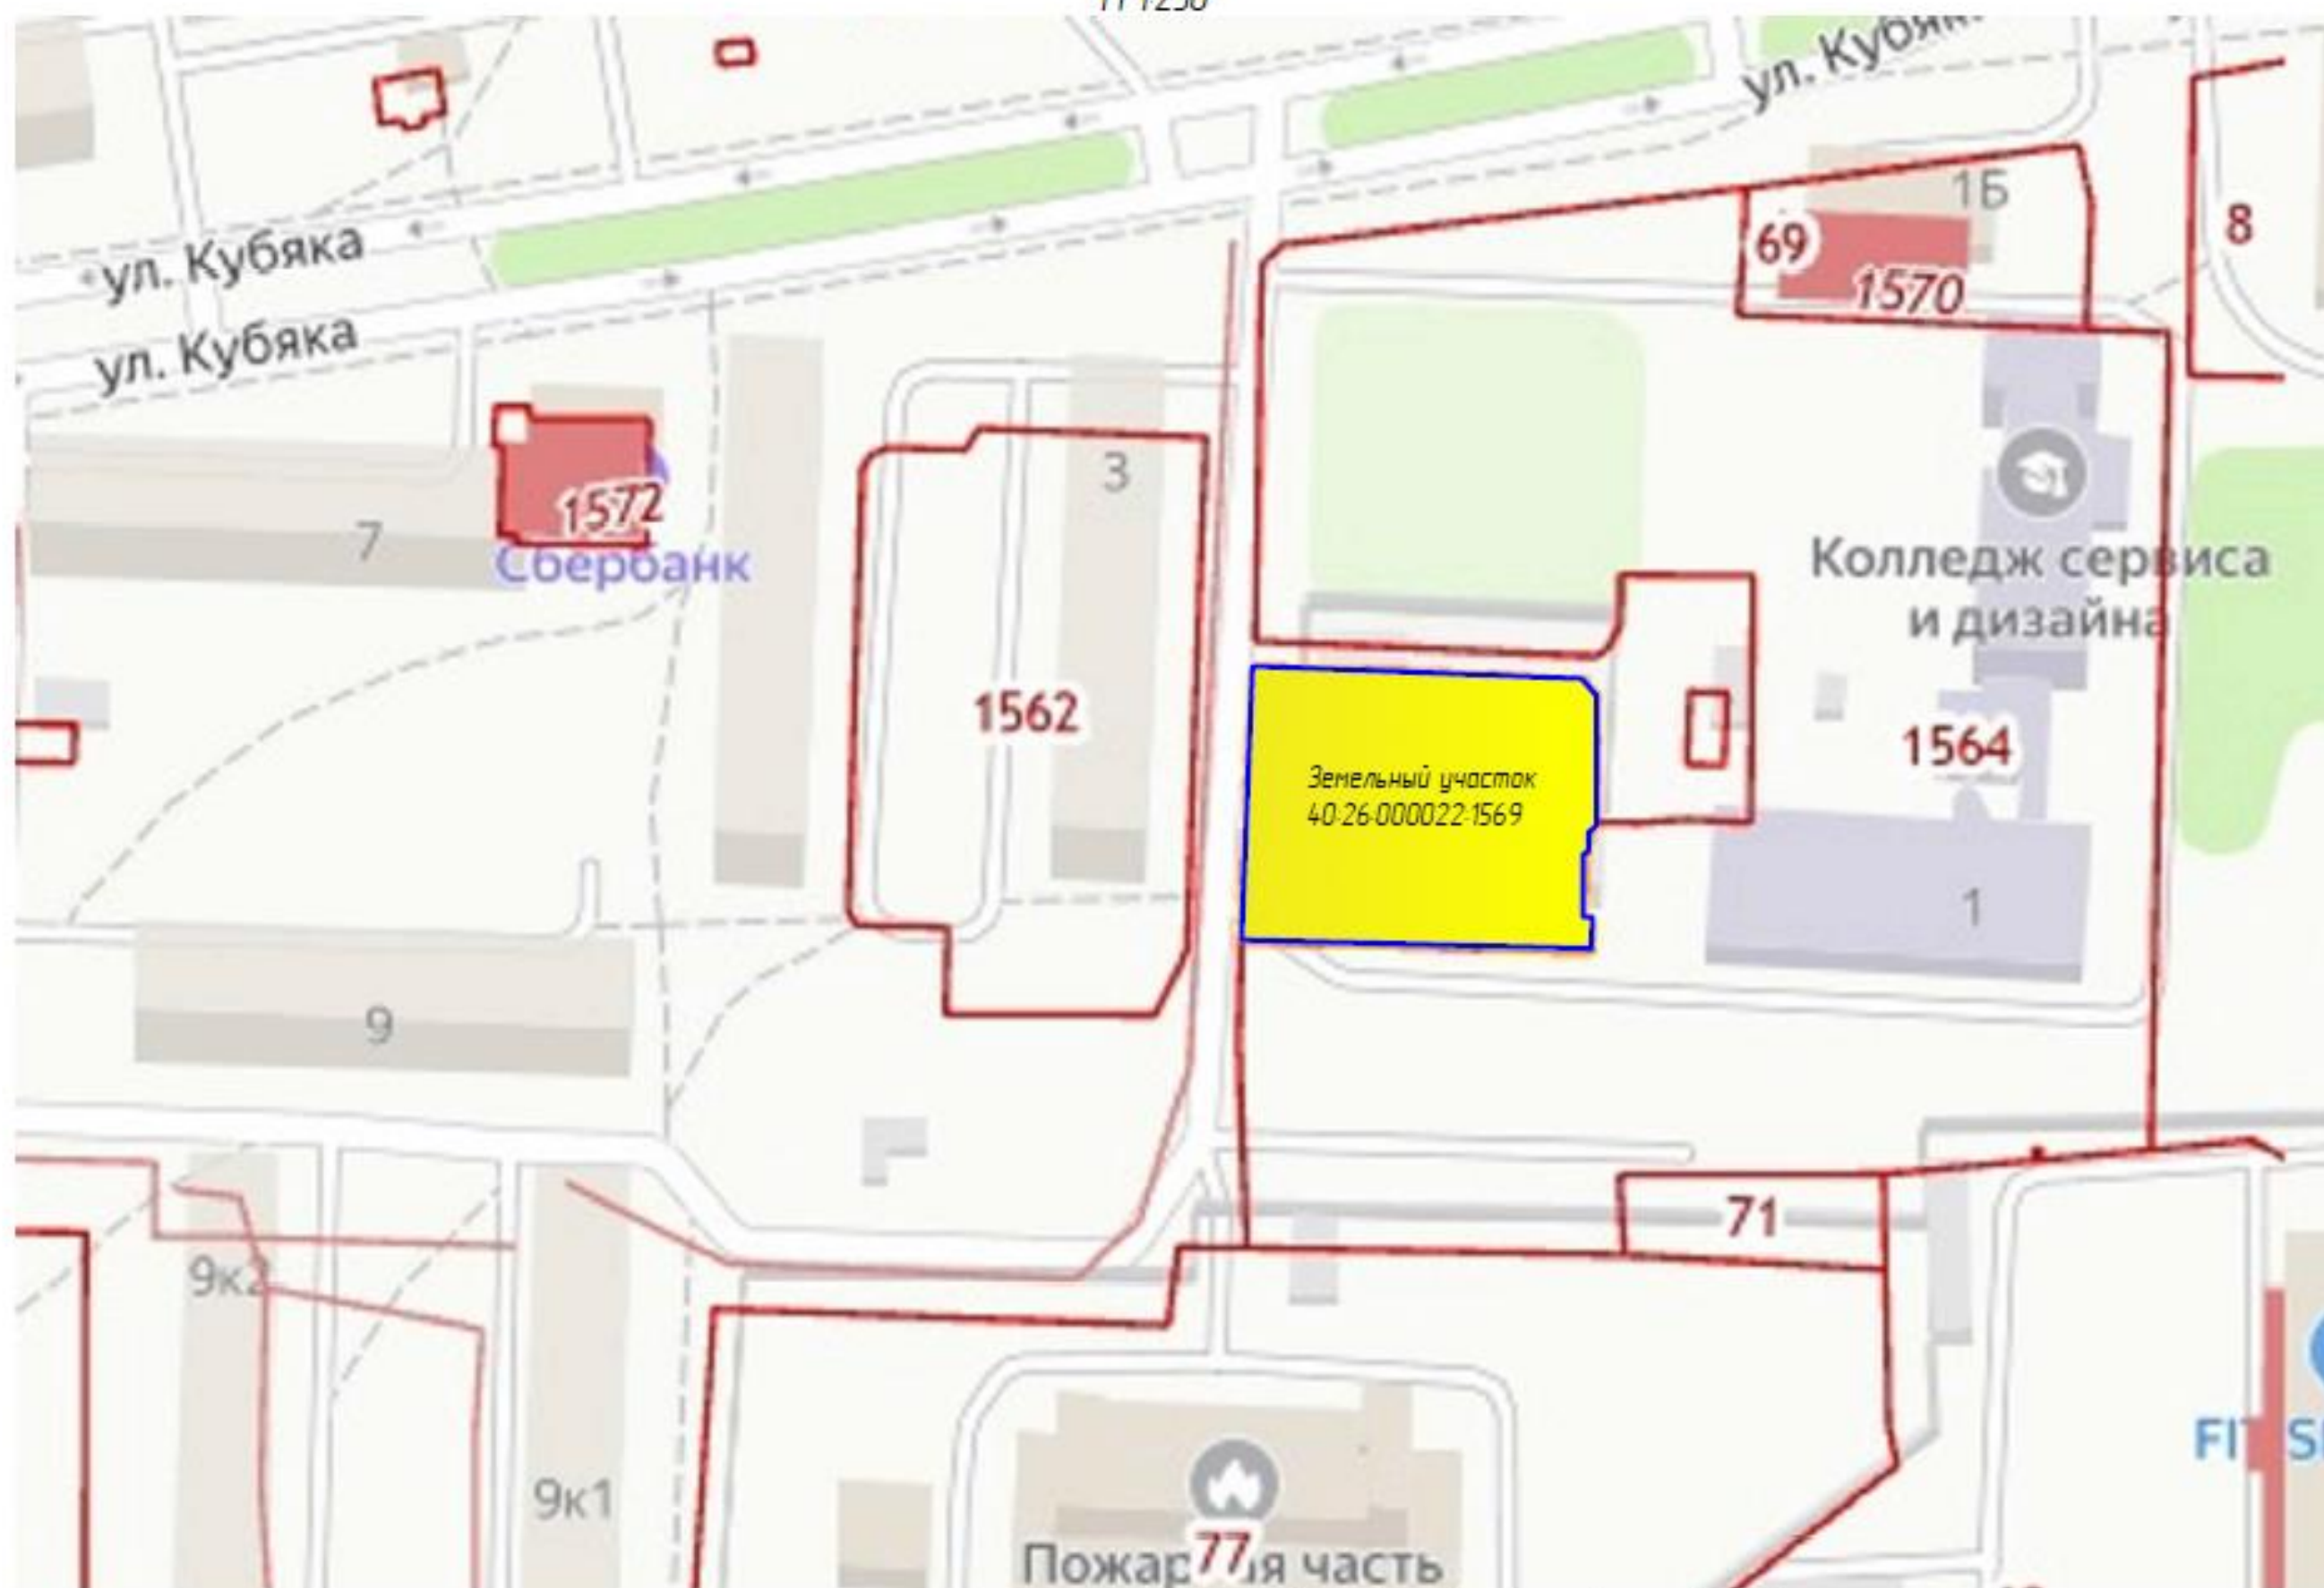 ул. Кубяка
1Б
69
8
ул. Кубяка
1570
ул. Кубяка
3
1572
7
Сбербанк
Колледж сервиса
и дизайна
1562
1564
Земельный участок
40:26:000022:1569
1
9
71
9к2
9к1
77
Пожарная часть